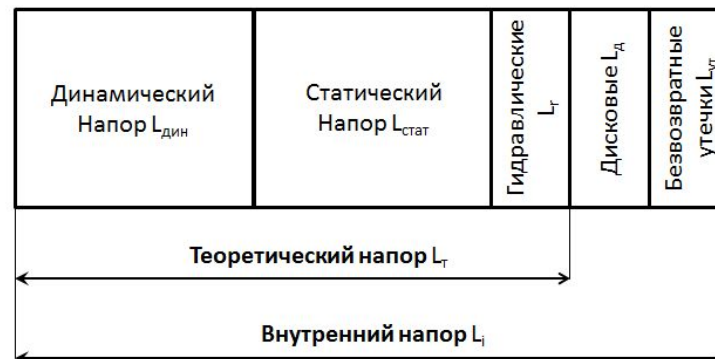 Динамический
Напор Lдин
Статический
Напор Lстат
Гидравлические
Lг
Дисковые Lд
Безвозвратные
утечки Lут
Теоретический напор Lт
Внутренний напор Li